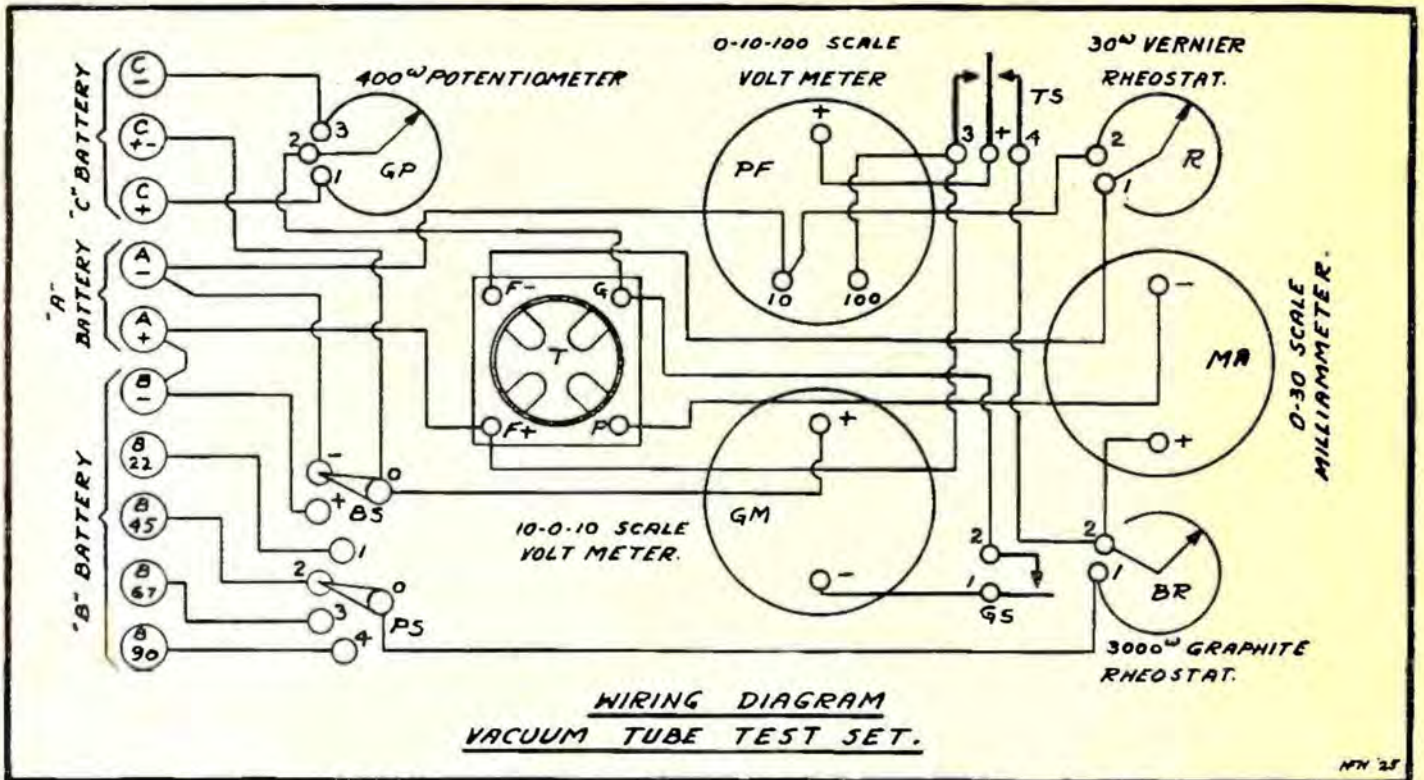 "C" BATTERY
C
-
C
+-
C
+
"A"
BATTERY
A
-
A
+
"B" BATTERY
B
-
B
22
B
45
B
67
B
90
400ω POTENTIOMETER
3
2
1
GP
0-10-100 SCALE
VOLT METER
+
PF
10
100
TS
3
+
4
30ω VERNIER
RHEOSTAT.
2
1
R
F-
G
T
F+
P
-
MA
+
0-30 SCALE
MILLIAMMETER.
-
0
+
BS
1
2
0
3
PS
4
10-0-10 SCALE
VOLT METER.
+
GM
-
2
1
GS
2
1
BR
3000ω GRAPHITE
RHEOSTAT.
WIRING DIAGRAM
VACUUM TUBE TEST SET.